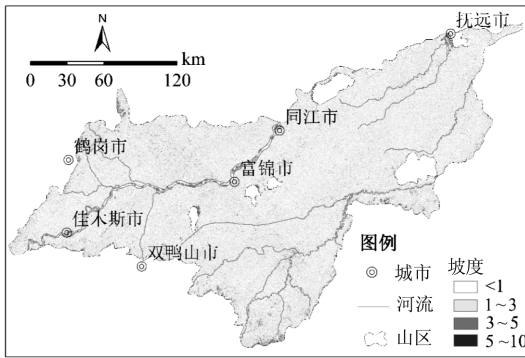 N
km
0 30 60 120
抚远市
同江市
鹤岗市
富锦市
佳木斯市
双鸭山市
图例
坡度
城市
河流
山区
<1
1~3
3~5
5~10